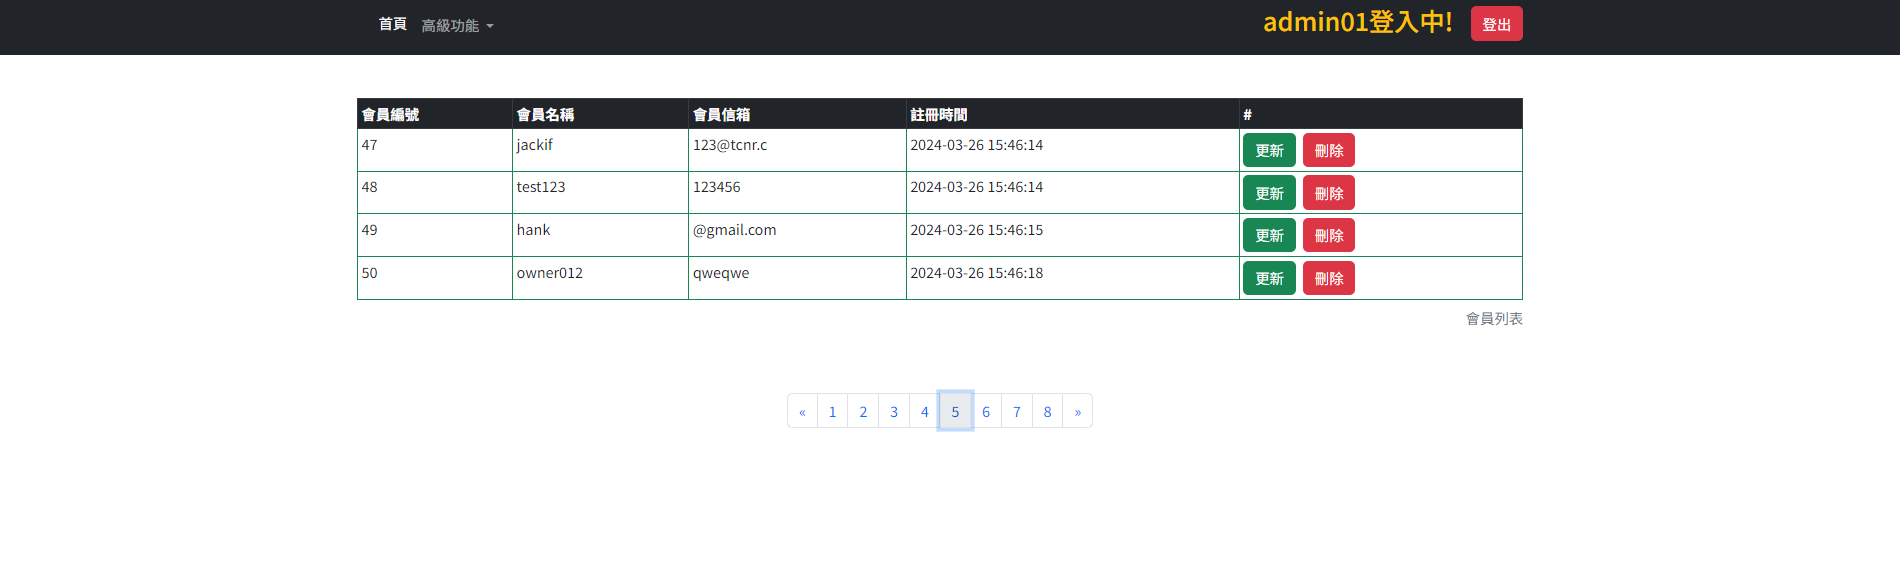 首頁 高級功能 admin01登入中! 登出
會員編號 會員名稱 會員信箱 註冊時間 #
47 jackif 123@tcnr.c 2024-03-26 15:46:14 更新 刪除
48 test123 123456 2024-03-26 15:46:14 更新 刪除
49 hank @gmail.com 2024-03-26 15:46:15 更新 刪除
50 owner012 qweqwe 2024-03-26 15:46:18 更新 刪除
會員列表
« 1 2 3 4 5 6 7 8 »